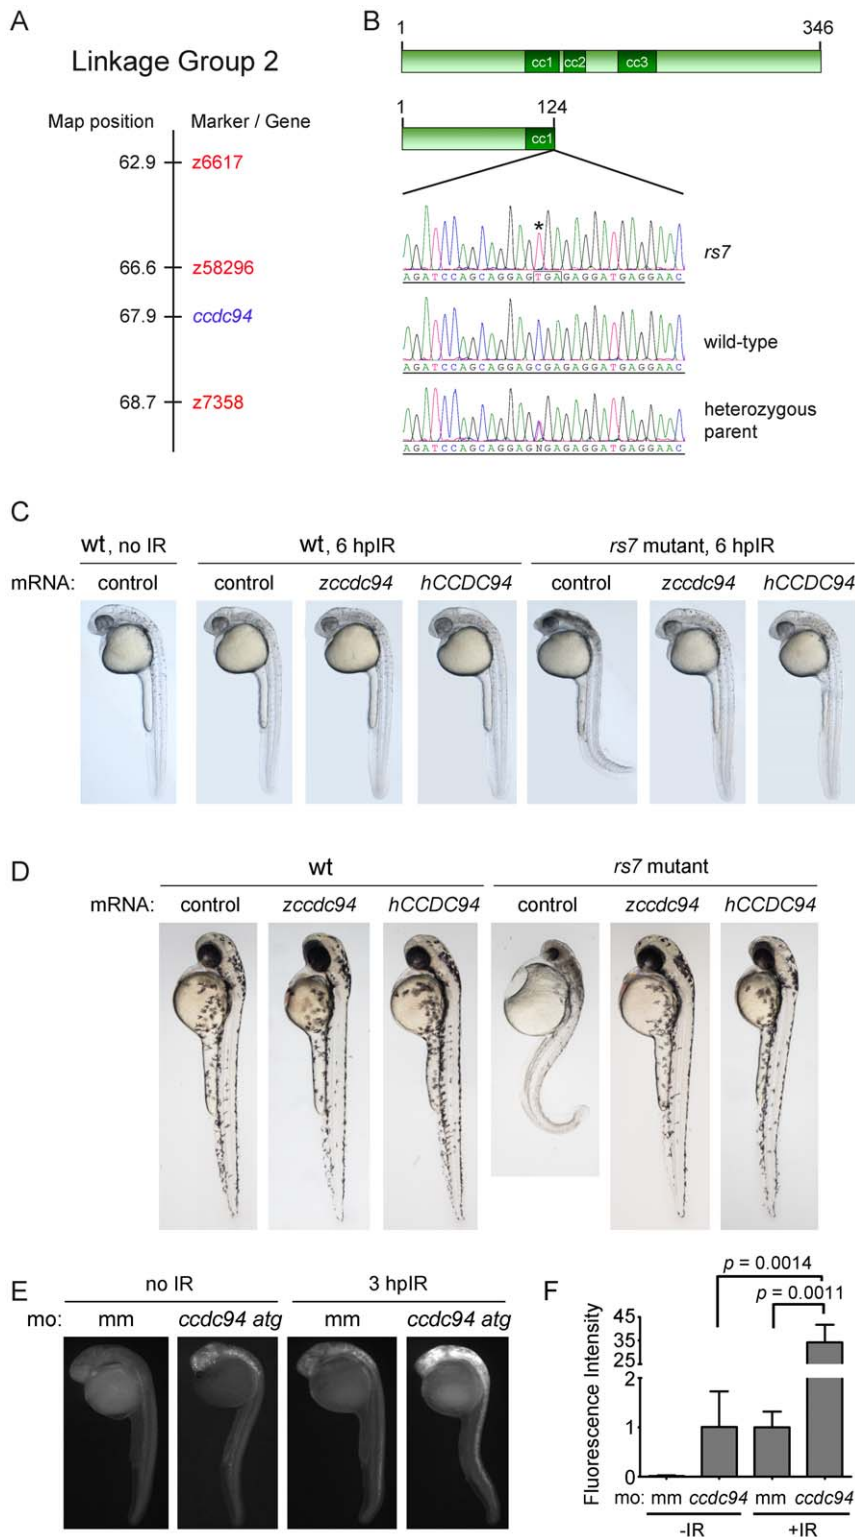 A
Linkage Group 2
Map position Marker / Gene
62.9 z6617
66.6 z58296
67.9 ccdc94
68.7 z7358
B
1 346
cc1 cc2 cc3
1 124
cc1
*
rs7
AGATCCAGCAGGAGTGAGAGGATGAGGAAC
wild-type
AGATCCAGCAGGAGCGAGAGGATGAGGAAC
heterozygous
parent
AGATCCAGCAGGAGNGAGAGGATGAGGAAC
C
wt, no IR wt, 6 hpIR rs7 mutant, 6 hpIR
mRNA: control control zccdc94 hCCDC94 control zccdc94 hCCDC94
D
wt rs7 mutant
mRNA: control zccdc94 hCCDC94 control zccdc94 hCCDC94
E
no IR 3 hpIR
mo: mm ccdc94 atg mm ccdc94 atg
F
p = 0.0014
p = 0.0011
Fluorescence Intensity
45
35
25
2
1
0
mo: mm ccdc94 mm ccdc94
-IR +IR